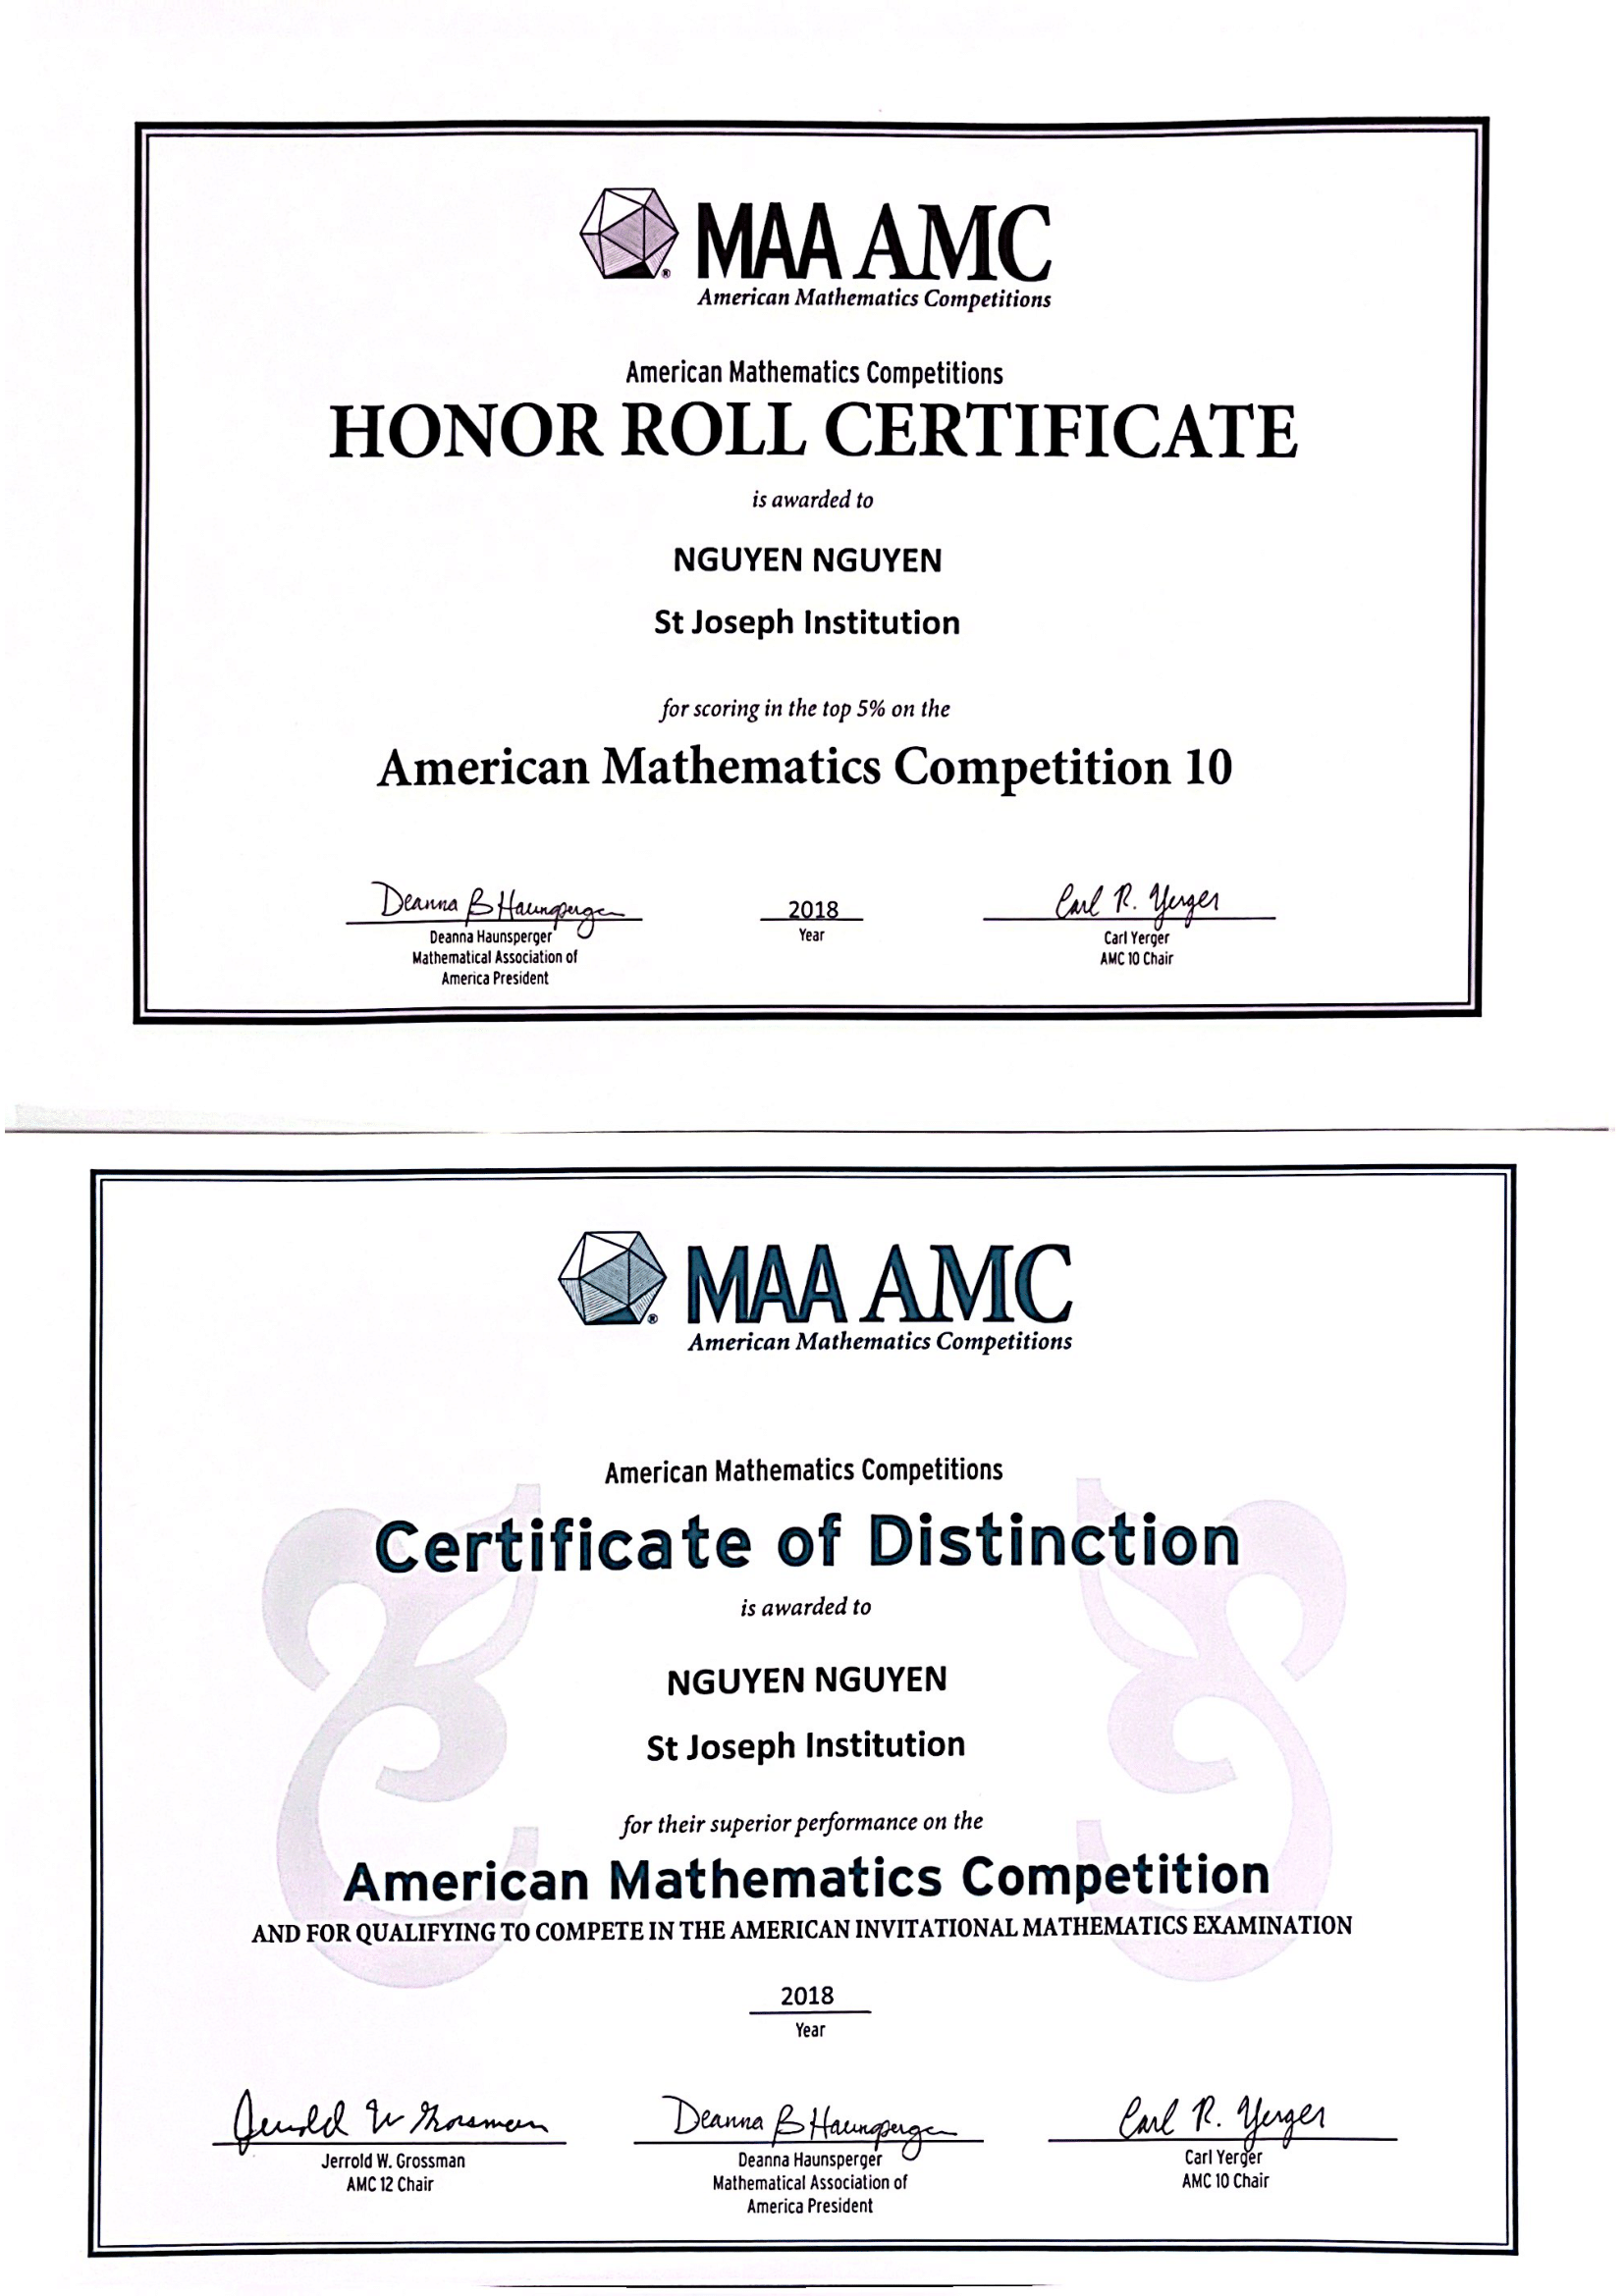 MAA AMC
American Mathematics Competitions
American Mathematics Competitions
HONOR ROLL CERTIFICATE
is awarded to
NGUYEN NGUYEN
St Joseph Institution
for scoring in the top 5% on the
American Mathematics Competition 10
Deanna B Haunsperger 2018 Carl R. Yerger
Deanna Haunsperger Year Carl Yerger
Mathematical Association of AMC 10 Chair
America President
MAA AMC
American Mathematics Competitions
American Mathematics Competitions
Certificate of Distinction
is awarded to
NGUYEN NGUYEN
St Joseph Institution
for their superior performance on the
American Mathematics Competition
AND FOR QUALIFYING TO COMPETE IN THE AMERICAN INVITATIONAL MATHEMATICS EXAMINATION
2018
Year
Jerrold W Grossman Deanna B Haunsperger Carl R. Yerger
Jerrold W. Grossman Deanna Haunsperger Carl Yerger
AMC 12 Chair Mathematical Association of AMC 10 Chair
America President